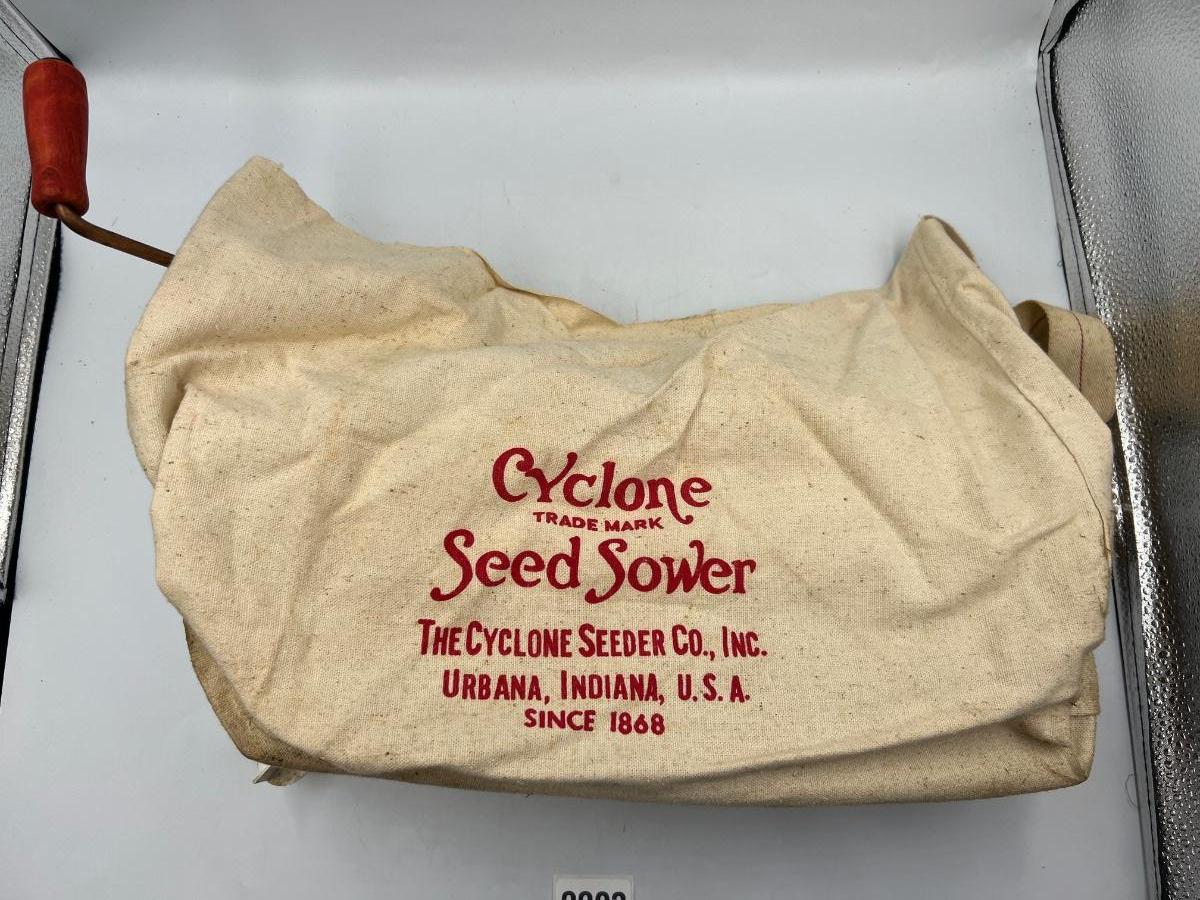 Cyclone
TRADE MARK
Seed Sower
THE CYCLONE SEEDER CO., INC.
URBANA, INDIANA, U.S.A.
SINCE 1868